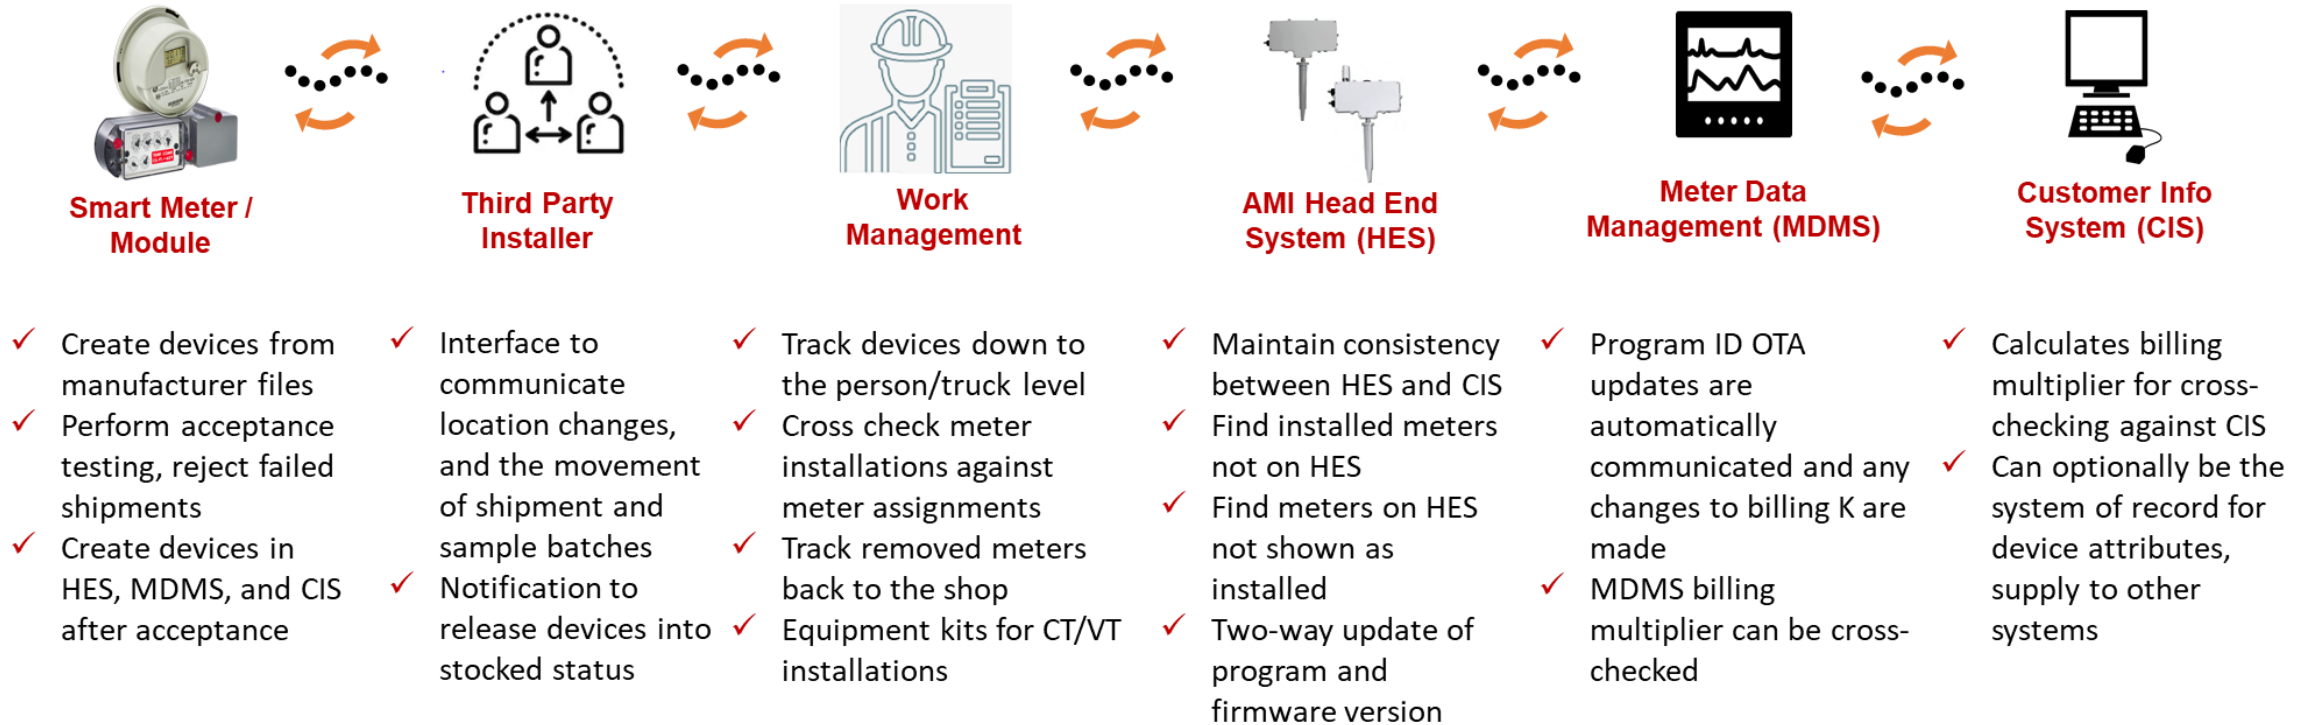 Smart Meter /
Module
Third Party
Installer
Work
Management
AMI Head End
System (HES)
Meter Data
Management (MDMS)
Customer Info
System (CIS)
Create devices from
manufacturer files
Perform acceptance
testing, reject failed
shipments
Create devices in
HES, MDMS, and CIS
after acceptance
Interface to
communicate
location changes,
and the movement
of shipment and
sample batches
Notification to
release devices into
stocked status
Track devices down to
the person/truck level
Cross check meter
installations against
meter assignments
Track removed meters
back to the shop
Equipment kits for CT/VT
installations
Maintain consistency
between HES and CIS
Find installed meters
not on HES
Find meters on HES
not shown as
installed
Two-way update of
program and
firmware version
Program ID OTA
updates are
automatically
communicated and any
changes to billing K are
made
MDMS billing
multiplier can be cross-
checked
Calculates billing
multiplier for cross-
checking against CIS
Can optionally be the
system of record for
device attributes,
supply to other
systems